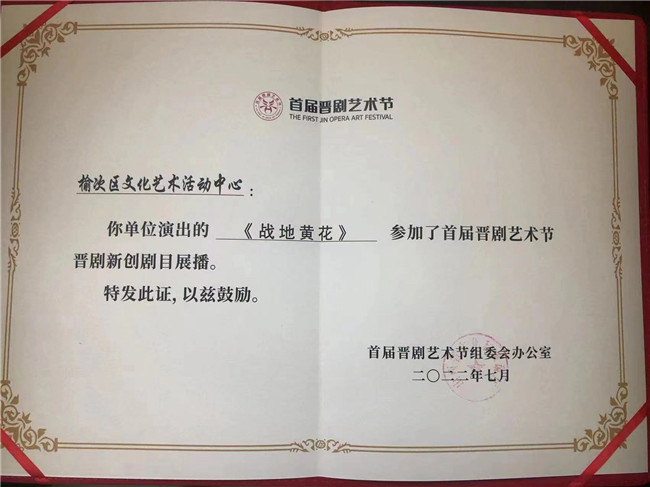 首届晋剧艺术节
THE FIRST JIN OPERA ART FESTIVAL
榆次区文化艺术活动中心：
你单位演出的《战地黄花》参加了首届晋剧艺术节
晋剧新创剧目展播。
特发此证，以兹鼓励。
首届晋剧艺术节组委会办公室
二〇二二年七月